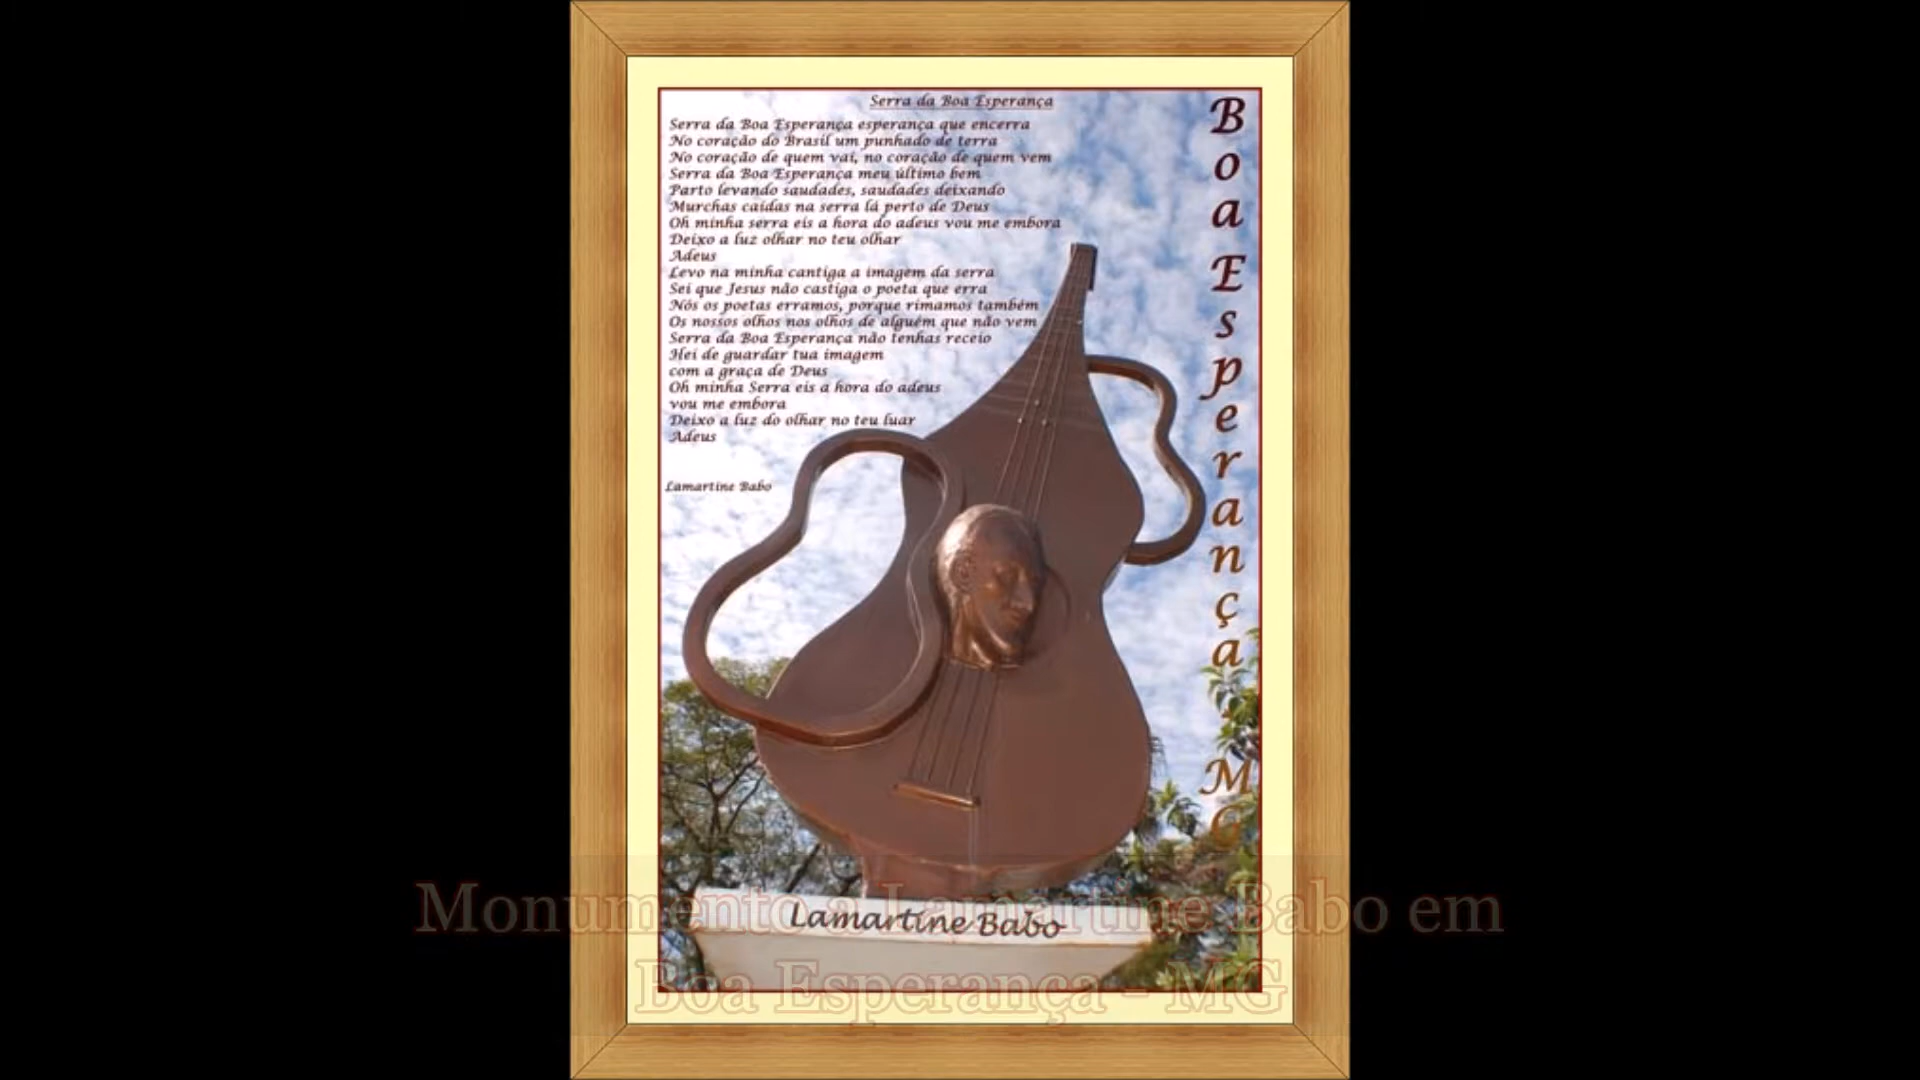 Serra da Boa Esperança
Serra da Boa Esperança esperança que encerra
No coração do Brasil um punhado de terra
No coração de quem vai, no coração de quem vem
Serra da Boa Esperança meu último bem
Parto levando saudades, saudades deixando
Murchas caídas na serra lá perto de Deus
Oh minha serra eis a hora do adeus vou me embora
Deixo a luz olhar no teu olhar
Adeus
Levo na minha cantiga a imagem da serra
Sei que Jesus não castiga o poeta que erra
Nós os poetas erramos, porque rimamos também
Os nossos olhos nos olhos de alguém que não vem
Serra da Boa Esperança não tenhas receio
Hei de guardar tua imagem
com a graça de Deus
Oh minha Serra eis a hora do adeus
vou me embora
Deixo a luz do olhar no teu luar
Adeus
Lamartine Babo
Boa Esperança - MG
Lamartine Babo
Monumento a Lamartine Babo em
Boa Esperança - MG